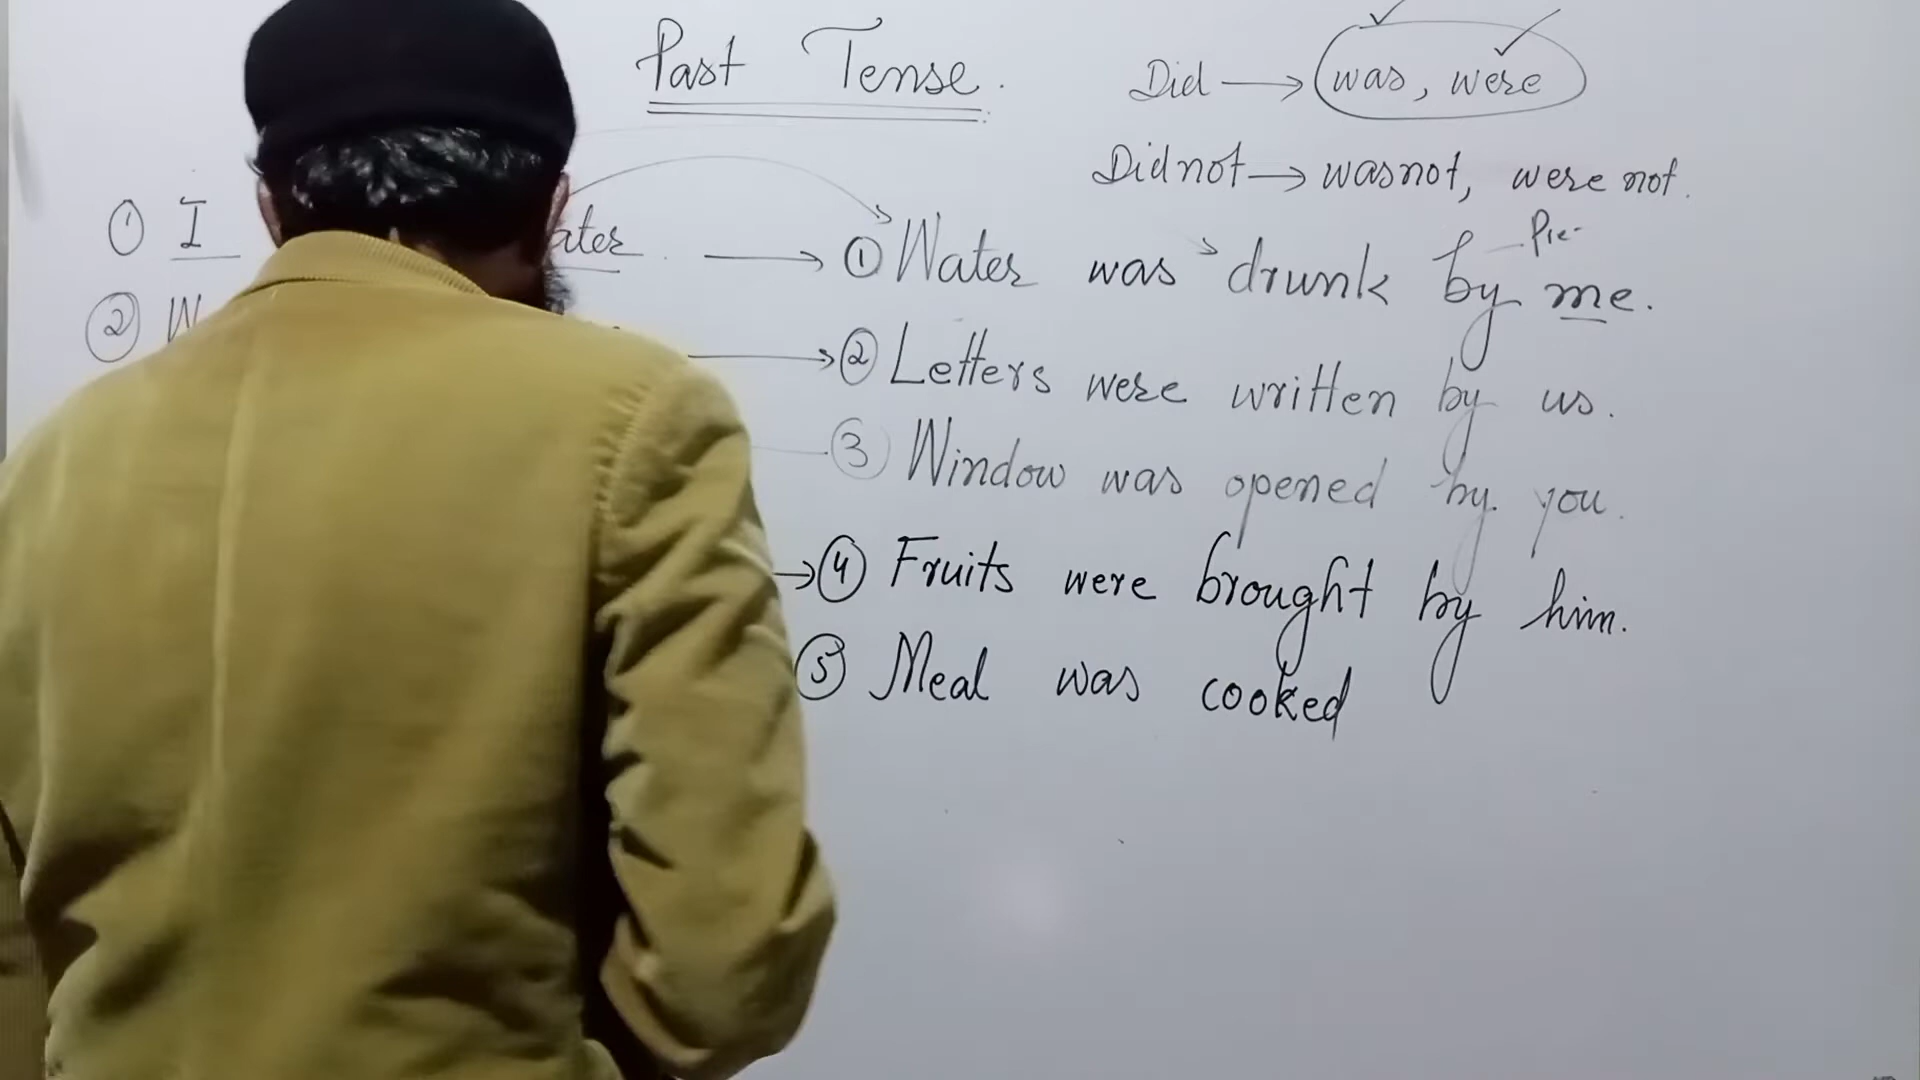 Past Tense.
Did → was, were
Did not → was not, were not.
Pre-
① I ater. → ① Water was drunk by me.
② W → ② Letters were written by us.
③ Window was opened by you.
→ ④ Fruits were brought by him.
⑤ Meal was cooked